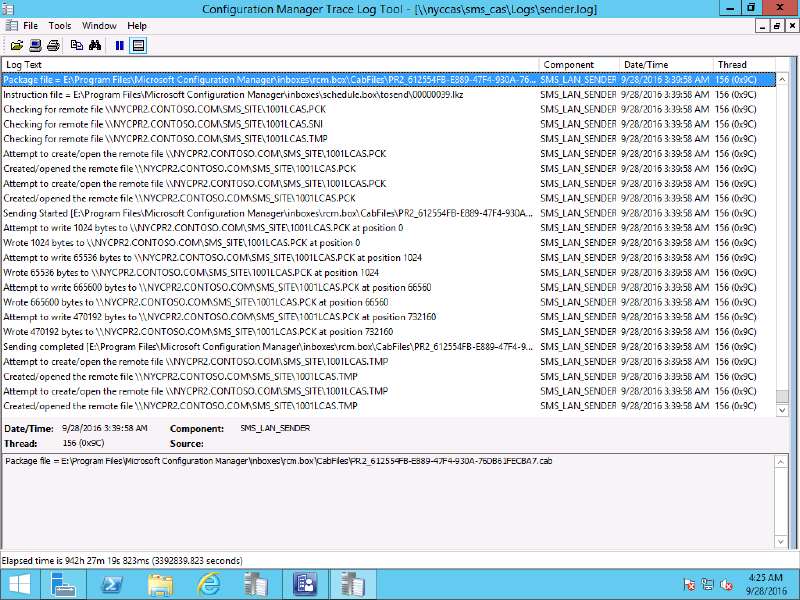 Configuration Manager Trace Log Tool - [\\nyccas\sms_cas\Logs\sender.log]
File Tools Window Help
Log Text Component Date/Time Thread
Package file = E:\Program Files\Microsoft Configuration Manager\inboxes\rcm.box\CabFiles\PR2_612554FB-E889-47F4-930A-76... SMS_LAN_SENDER 9/28/2016 3:39:58 AM 156 (0x9C)
Instruction file = E:\Program Files\Microsoft Configuration Manager\inboxes\schedule.box\tosend\00000039.Ikz SMS_LAN_SENDER 9/28/2016 3:39:58 AM 156 (0x9C)
Checking for remote file \\NYCPR2.CONTOSO.COM\SMS_SITE\1001LCAS.PCK SMS_LAN_SENDER 9/28/2016 3:39:58 AM 156 (0x9C)
Checking for remote file \\NYCPR2.CONTOSO.COM\SMS_SITE\1001LCAS.SNI SMS_LAN_SENDER 9/28/2016 3:39:58 AM 156 (0x9C)
Checking for remote file \\NYCPR2.CONTOSO.COM\SMS_SITE\1001LCAS.TMP SMS_LAN_SENDER 9/28/2016 3:39:58 AM 156 (0x9C)
Attempt to create/open the remote file \\NYCPR2.CONTOSO.COM\SMS_SITE\1001LCAS.PCK SMS_LAN_SENDER 9/28/2016 3:39:58 AM 156 (0x9C)
Created/opened the remote file \\NYCPR2.CONTOSO.COM\SMS_SITE\1001LCAS.PCK SMS_LAN_SENDER 9/28/2016 3:39:58 AM 156 (0x9C)
Attempt to create/open the remote file \\NYCPR2.CONTOSO.COM\SMS_SITE\1001LCAS.PCK SMS_LAN_SENDER 9/28/2016 3:39:58 AM 156 (0x9C)
Created/opened the remote file \\NYCPR2.CONTOSO.COM\SMS_SITE\1001LCAS.PCK SMS_LAN_SENDER 9/28/2016 3:39:58 AM 156 (0x9C)
Sending Started [E:\Program Files\Microsoft Configuration Manager\inboxes\rcm.box\CabFiles\PR2_612554FB-E889-47F4-930A... SMS_LAN_SENDER 9/28/2016 3:39:58 AM 156 (0x9C)
Attempt to write 1024 bytes to \\NYCPR2.CONTOSO.COM\SMS_SITE\1001LCAS.PCK at position 0 SMS_LAN_SENDER 9/28/2016 3:39:58 AM 156 (0x9C)
Wrote 1024 bytes to \\NYCPR2.CONTOSO.COM\SMS_SITE\1001LCAS.PCK at position 0 SMS_LAN_SENDER 9/28/2016 3:39:58 AM 156 (0x9C)
Attempt to write 65536 bytes to \\NYCPR2.CONTOSO.COM\SMS_SITE\1001LCAS.PCK at position 1024 SMS_LAN_SENDER 9/28/2016 3:39:58 AM 156 (0x9C)
Wrote 65536 bytes to \\NYCPR2.CONTOSO.COM\SMS_SITE\1001LCAS.PCK at position 1024 SMS_LAN_SENDER 9/28/2016 3:39:58 AM 156 (0x9C)
Attempt to write 665600 bytes to \\NYCPR2.CONTOSO.COM\SMS_SITE\1001LCAS.PCK at position 66560 SMS_LAN_SENDER 9/28/2016 3:39:58 AM 156 (0x9C)
Wrote 665600 bytes to \\NYCPR2.CONTOSO.COM\SMS_SITE\1001LCAS.PCK at position 66560 SMS_LAN_SENDER 9/28/2016 3:39:58 AM 156 (0x9C)
Attempt to write 470192 bytes to \\NYCPR2.CONTOSO.COM\SMS_SITE\1001LCAS.PCK at position 732160 SMS_LAN_SENDER 9/28/2016 3:39:58 AM 156 (0x9C)
Wrote 470192 bytes to \\NYCPR2.CONTOSO.COM\SMS_SITE\1001LCAS.PCK at position 732160 SMS_LAN_SENDER 9/28/2016 3:39:58 AM 156 (0x9C)
Sending completed [E:\Program Files\Microsoft Configuration Manager\inboxes\rcm.box\CabFiles\PR2_612554FB-E889-47F4-9... SMS_LAN_SENDER 9/28/2016 3:39:58 AM 156 (0x9C)
Attempt to create/open the remote file \\NYCPR2.CONTOSO.COM\SMS_SITE\1001LCAS.TMP SMS_LAN_SENDER 9/28/2016 3:39:58 AM 156 (0x9C)
Created/opened the remote file \\NYCPR2.CONTOSO.COM\SMS_SITE\1001LCAS.TMP SMS_LAN_SENDER 9/28/2016 3:39:58 AM 156 (0x9C)
Attempt to create/open the remote file \\NYCPR2.CONTOSO.COM\SMS_SITE\1001LCAS.TMP SMS_LAN_SENDER 9/28/2016 3:39:58 AM 156 (0x9C)
Created/opened the remote file \\NYCPR2.CONTOSO.COM\SMS_SITE\1001LCAS.TMP SMS_LAN_SENDER 9/28/2016 3:39:58 AM 156 (0x9C)
Date/Time: 9/28/2016 3:39:58 AM Component: SMS_LAN_SENDER
Thread: 156 (0x9C) Source:
Package file = E:\Program Files\Microsoft Configuration Manager\inboxes\rcm.box\CabFiles\PR2_612554FB-E889-47F4-930A-76DB61FECBA7.cab
Elapsed time is 942h 27m 19s 823ms (3392839.823 seconds)
4:25 AM
9/28/2016